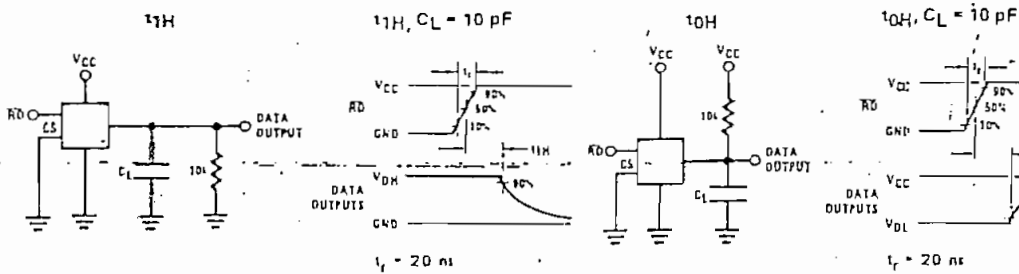 t1H
t1H, CL = 10 pF
t0H
t0H, CL = 10 pF
VCC
RD
CS
DATA
OUTPUT
CL
10k
tr
VCC
90%
50%
10%
RD
GND
t1H
VOH
90%
DATA
OUTPUTS
GND
tr = 20 ns
VCC
VCC
10k
RD
CS
DATA
OUTPUT
CL
tr
VCC
90%
50%
10%
RD
GND
VCC
DATA
OUTPUTS
VOL
tr = 20 ns